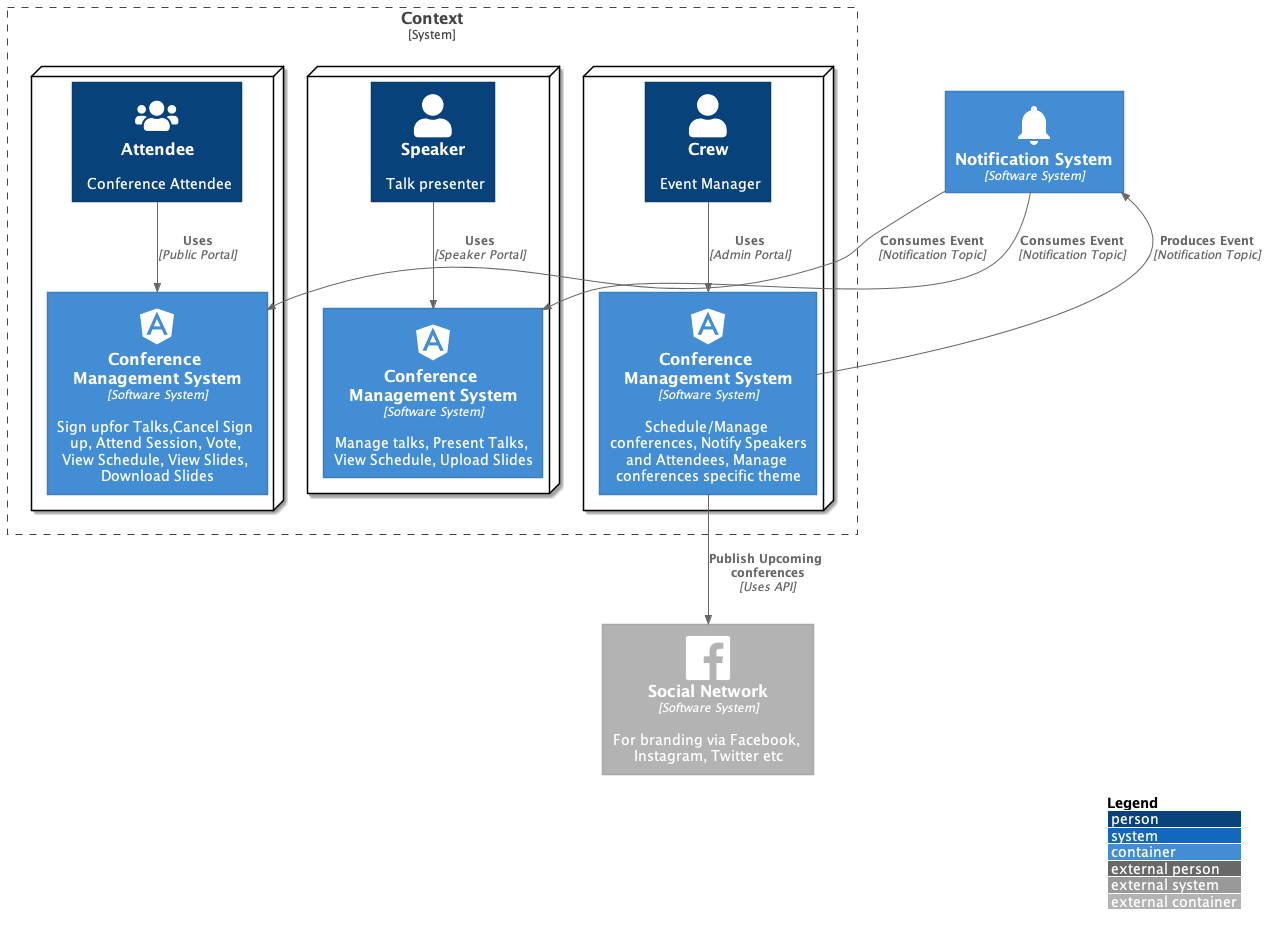 Context
[System]
Attendee
Conference Attendee
Speaker
Talk presenter
Crew
Event Manager
Notification System
[Software System]
Uses
[Public Portal]
Uses
[Speaker Portal]
Uses
[Admin Portal]
Consumes Event
[Notification Topic]
Consumes Event
[Notification Topic]
Produces Event
[Notification Topic]
Conference
Management System
[Software System]
Sign upfor Talks,Cancel Sign
up, Attend Session, Vote,
View Schedule, View Slides,
Download Slides
Conference
Management System
[Software System]
Manage talks, Present Talks,
View Schedule, Upload Slides
Conference
Management System
[Software System]
Schedule/Manage
conferences, Notify Speakers
and Attendees, Manage
conferences specific theme
Publish Upcoming
conferences
[Uses API]
Social Network
[Software System]
For branding via Facebook,
Instagram, Twitter etc
Legend
person
system
container
external person
external system
external container